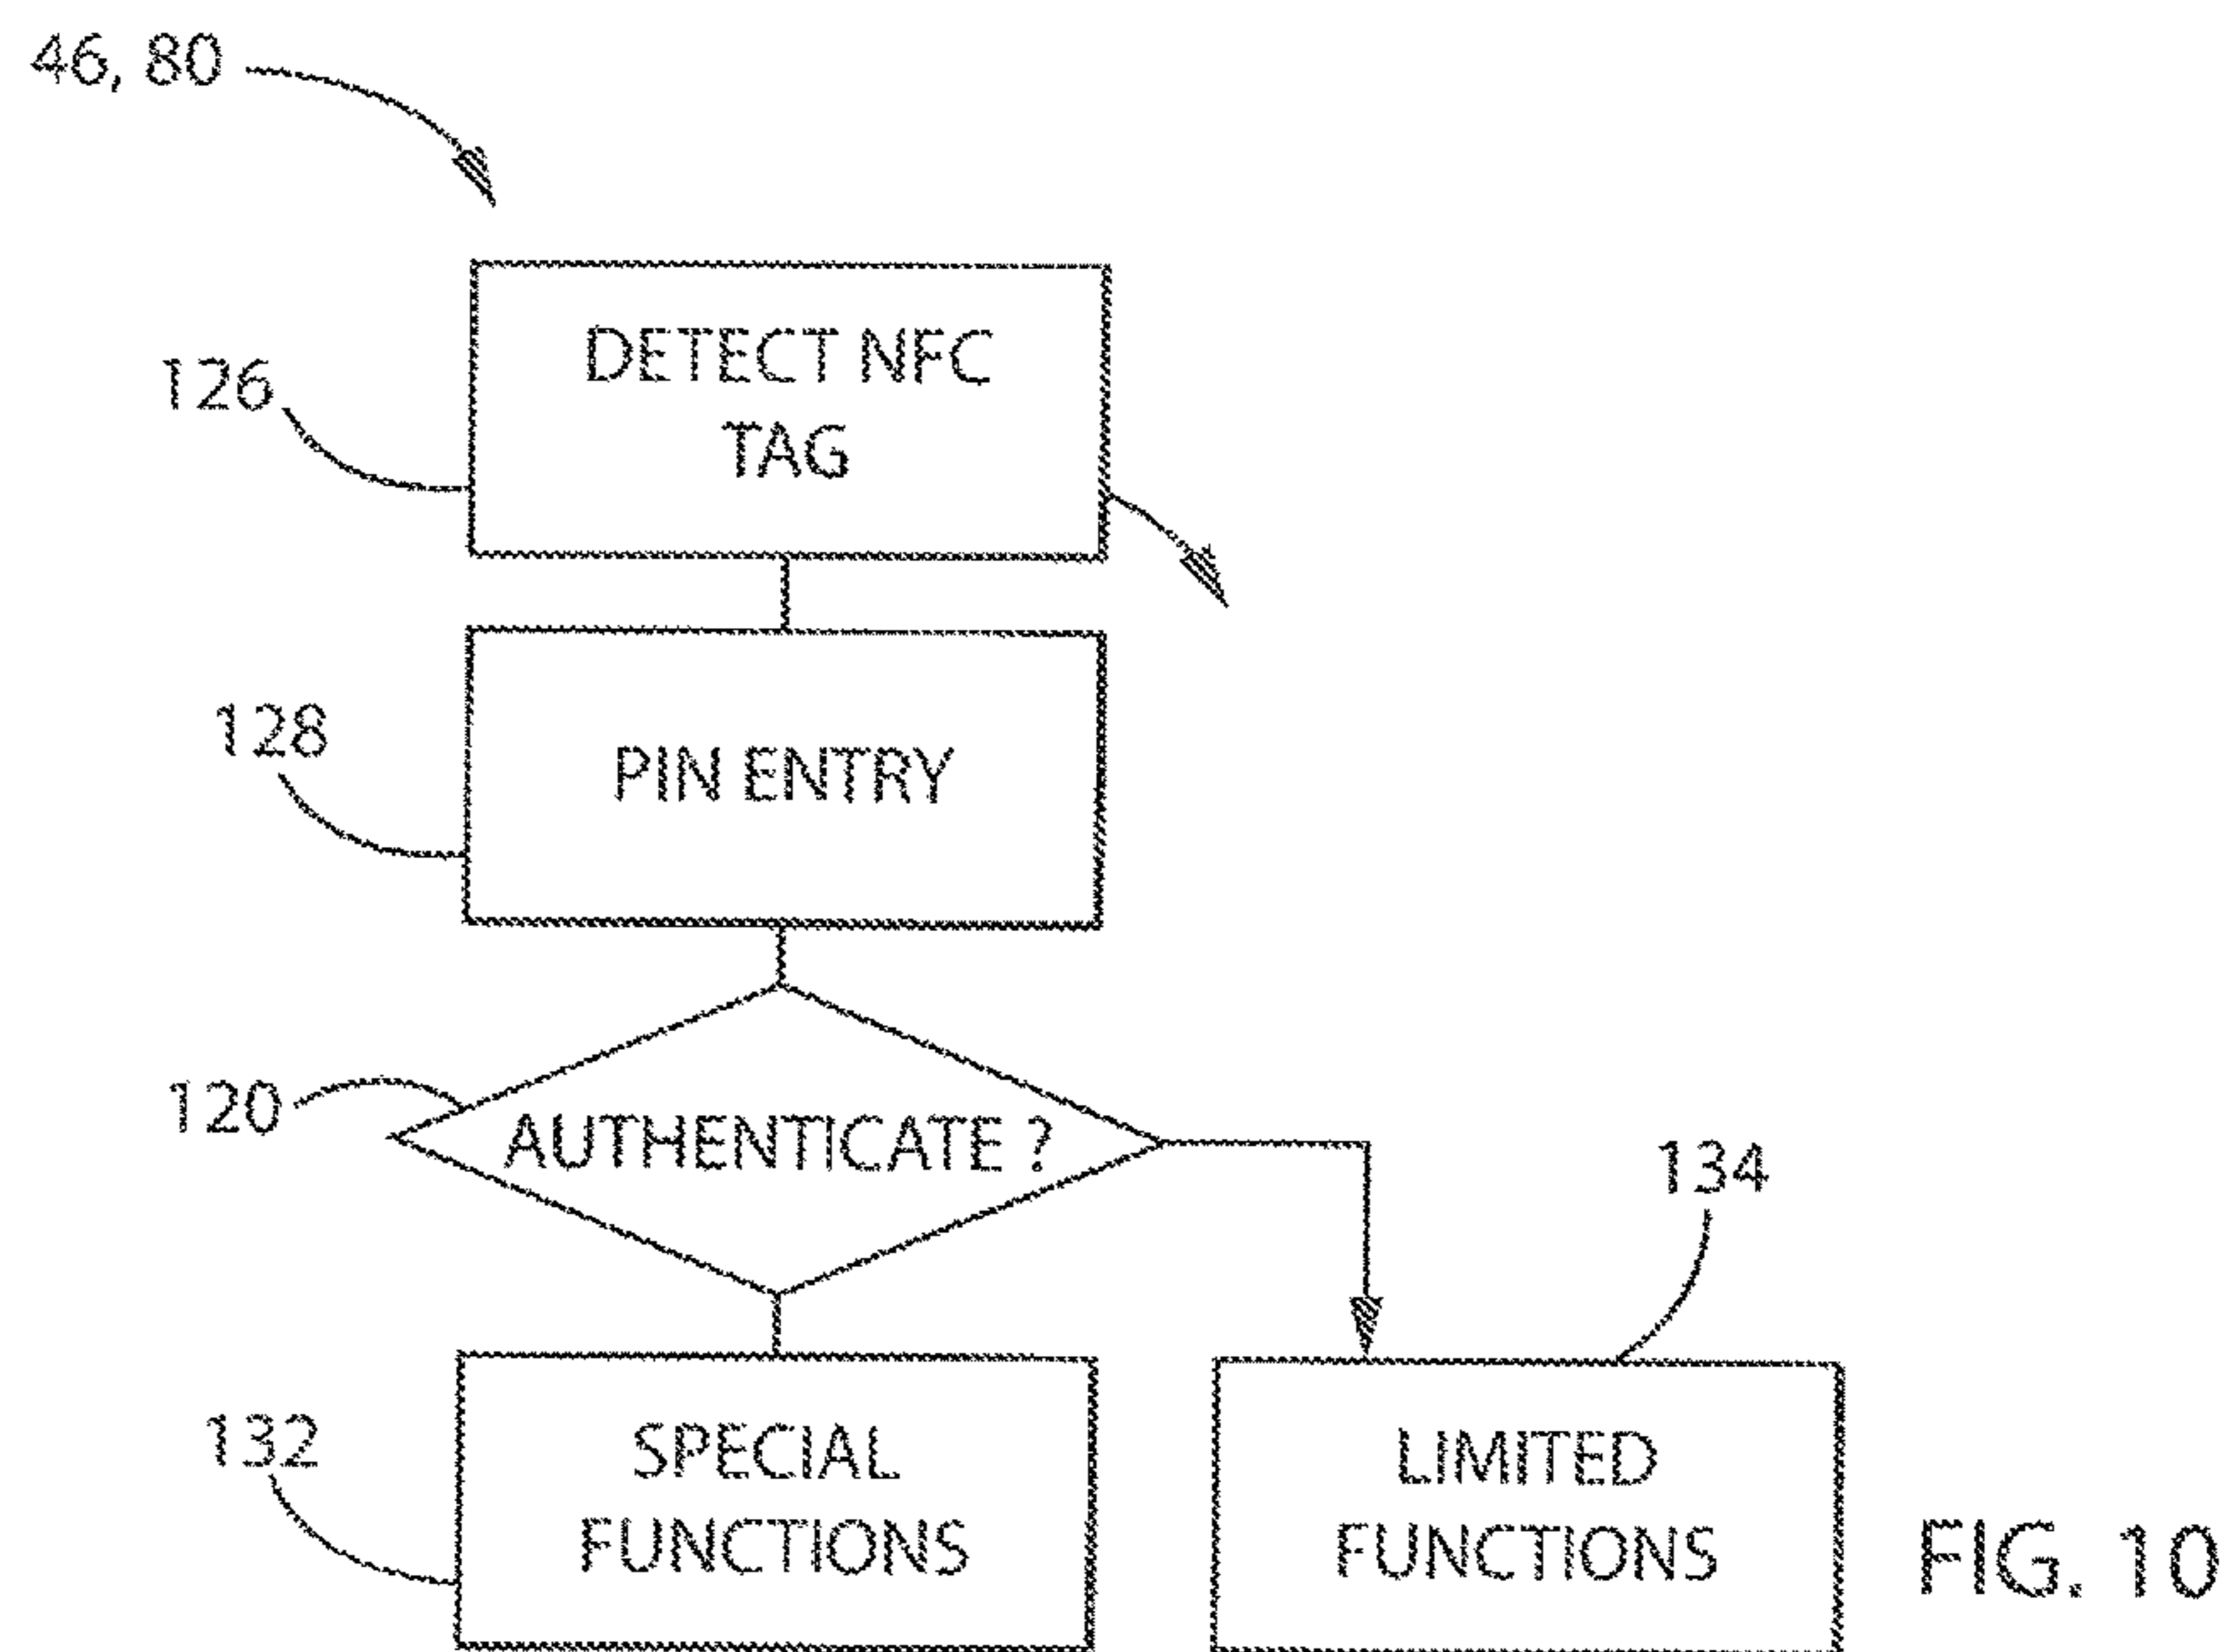 46, 80
DETECT NFC
TAG
126
128
PIN ENTRY
120
AUTHENTICATE ?
134
132
SPECIAL
FUNCTIONS
LIMITED
FUNCTIONS
FIG. 10